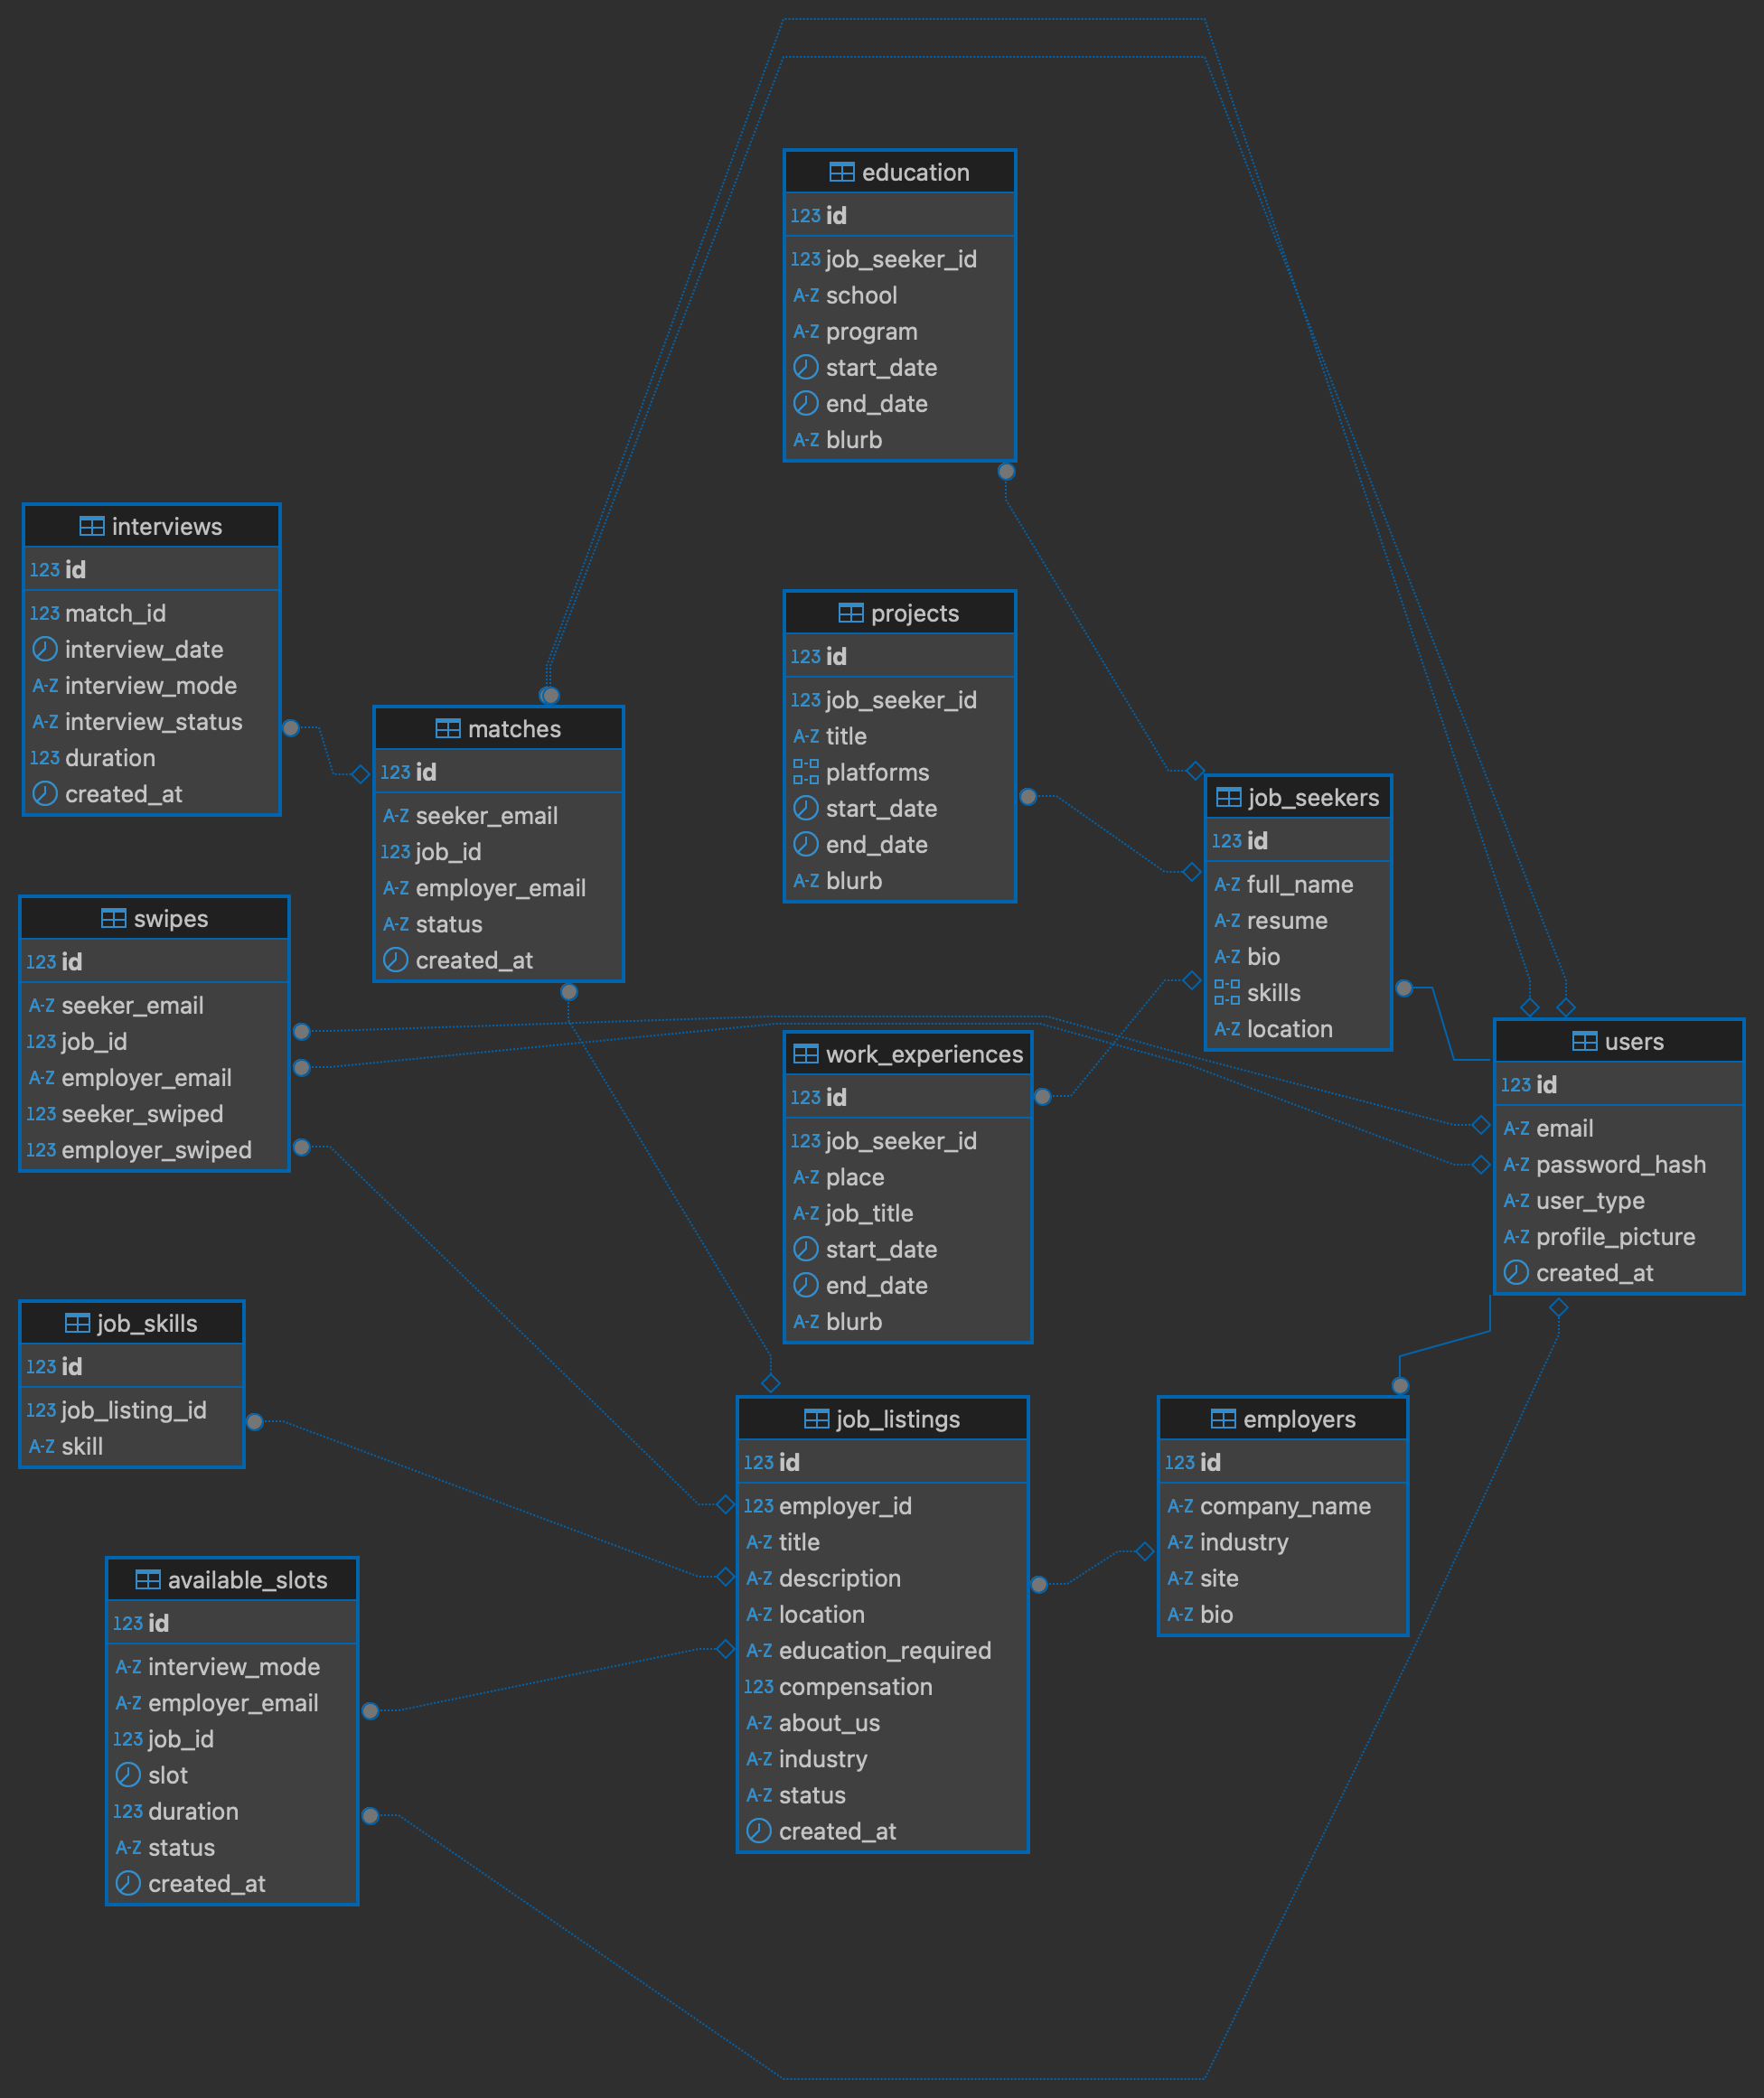 education
123 id
123 job_seeker_id
A-Z school
A-Z program
start_date
end_date
A-Z blurb
interviews
123 id
123 match_id
interview_date
A-Z interview_mode
A-Z interview_status
123 duration
created_at
projects
123 id
123 job_seeker_id
A-Z title
platforms
start_date
end_date
A-Z blurb
matches
123 id
A-Z seeker_email
123 job_id
A-Z employer_email
A-Z status
created_at
job_seekers
123 id
A-Z full_name
A-Z resume
A-Z bio
skills
A-Z location
swipes
123 id
A-Z seeker_email
123 job_id
A-Z employer_email
123 seeker_swiped
123 employer_swiped
work_experiences
123 id
123 job_seeker_id
A-Z place
A-Z job_title
start_date
end_date
A-Z blurb
users
123 id
A-Z email
A-Z password_hash
A-Z user_type
A-Z profile_picture
created_at
job_skills
123 id
123 job_listing_id
A-Z skill
job_listings
123 id
123 employer_id
A-Z title
A-Z description
A-Z location
A-Z education_required
123 compensation
A-Z about_us
A-Z industry
A-Z status
created_at
employers
123 id
A-Z company_name
A-Z industry
A-Z site
A-Z bio
available_slots
123 id
A-Z interview_mode
A-Z employer_email
123 job_id
slot
123 duration
A-Z status
created_at